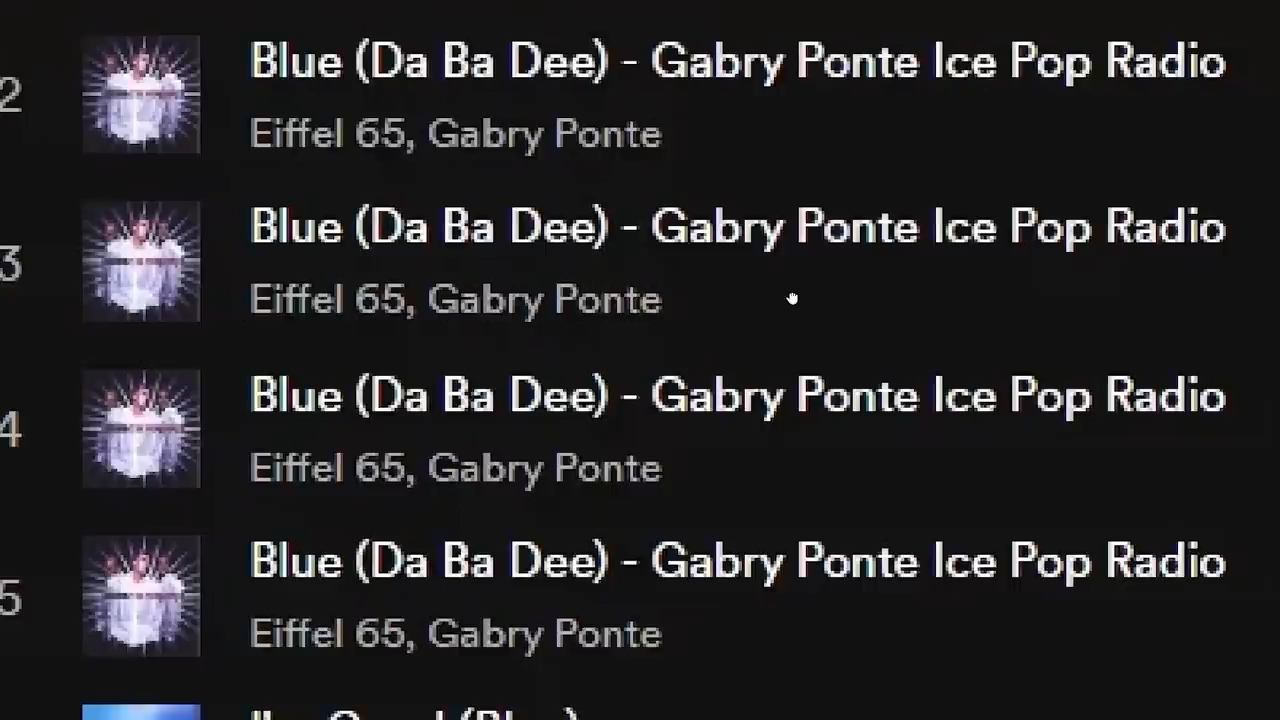 2
Blue (Da Ba Dee) - Gabry Ponte Ice Pop Radio
Eiffel 65, Gabry Ponte
3
Blue (Da Ba Dee) - Gabry Ponte Ice Pop Radio
Eiffel 65, Gabry Ponte
4
Blue (Da Ba Dee) - Gabry Ponte Ice Pop Radio
Eiffel 65, Gabry Ponte
5
Blue (Da Ba Dee) - Gabry Ponte Ice Pop Radio
Eiffel 65, Gabry Ponte
I'm Good (Blue)